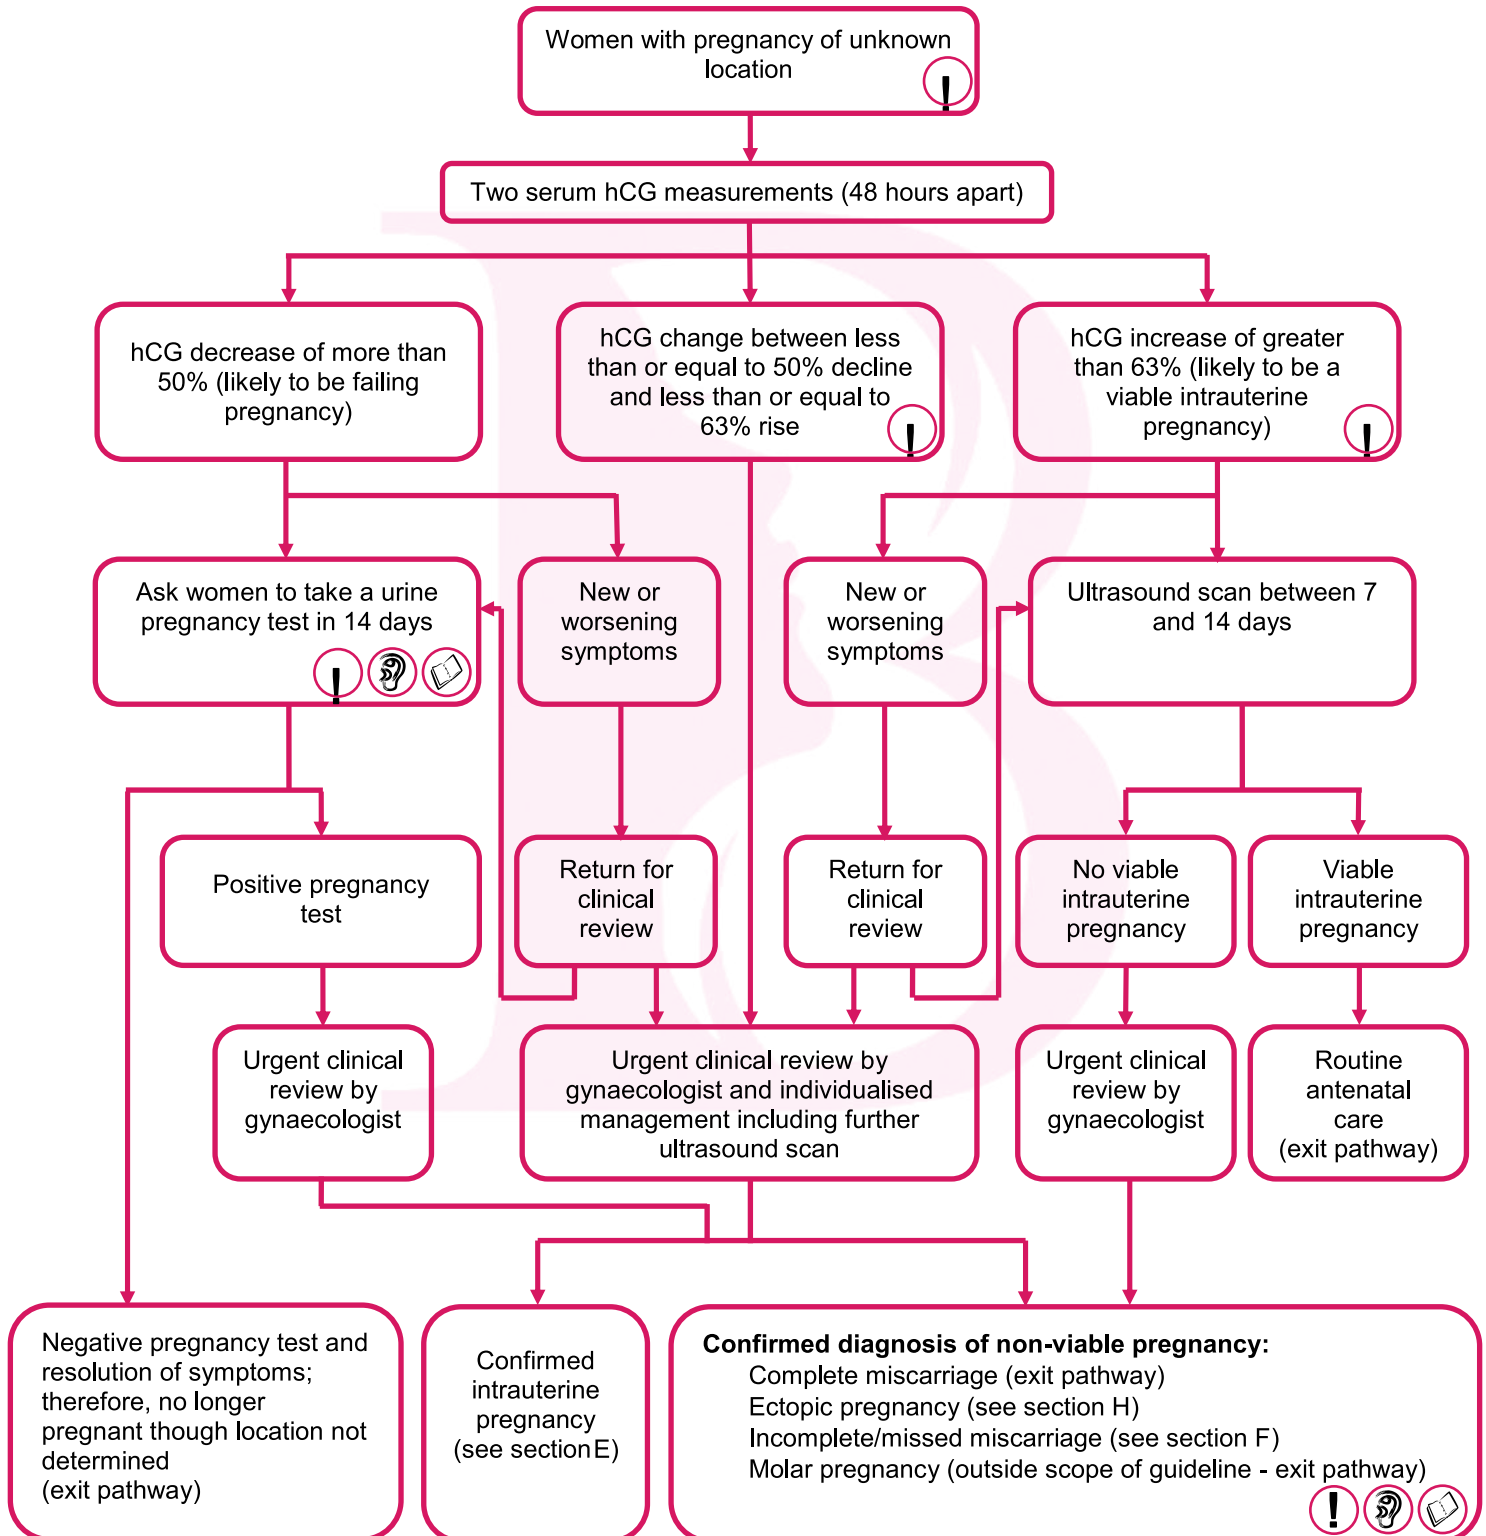 Women with pregnancy of unknown
location
Two serum hCG measurements (48 hours apart)
hCG decrease of more than
50% (likely to be failing
pregnancy)
hCG change between less
than or equal to 50% decline
and less than or equal to
63% rise
hCG increase of greater
than 63% (likely to be a
viable intrauterine
pregnancy)
Ask women to take a urine
pregnancy test in 14 days
New or
worsening
symptoms
New or
worsening
symptoms
Ultrasound scan between 7
and 14 days
Positive pregnancy
test
Return for
clinical
review
Return for
clinical
review
No viable
intrauterine
pregnancy
Viable
intrauterine
pregnancy
Urgent clinical
review by
gynaecologist
Urgent clinical review by
gynaecologist and individualised
management including further
ultrasound scan
Urgent clinical
review by
gynaecologist
Routine
antenatal
care
(exit pathway)
Negative pregnancy test and
resolution of symptoms;
therefore, no longer
pregnant though location not
determined
(exit pathway)
Confirmed
intrauterine
pregnancy
(see section E)
Confirmed diagnosis of non-viable pregnancy:
Complete miscarriage (exit pathway)
Ectopic pregnancy (see section H)
Incomplete/missed miscarriage (see section F)
Molar pregnancy (outside scope of guideline - exit pathway)